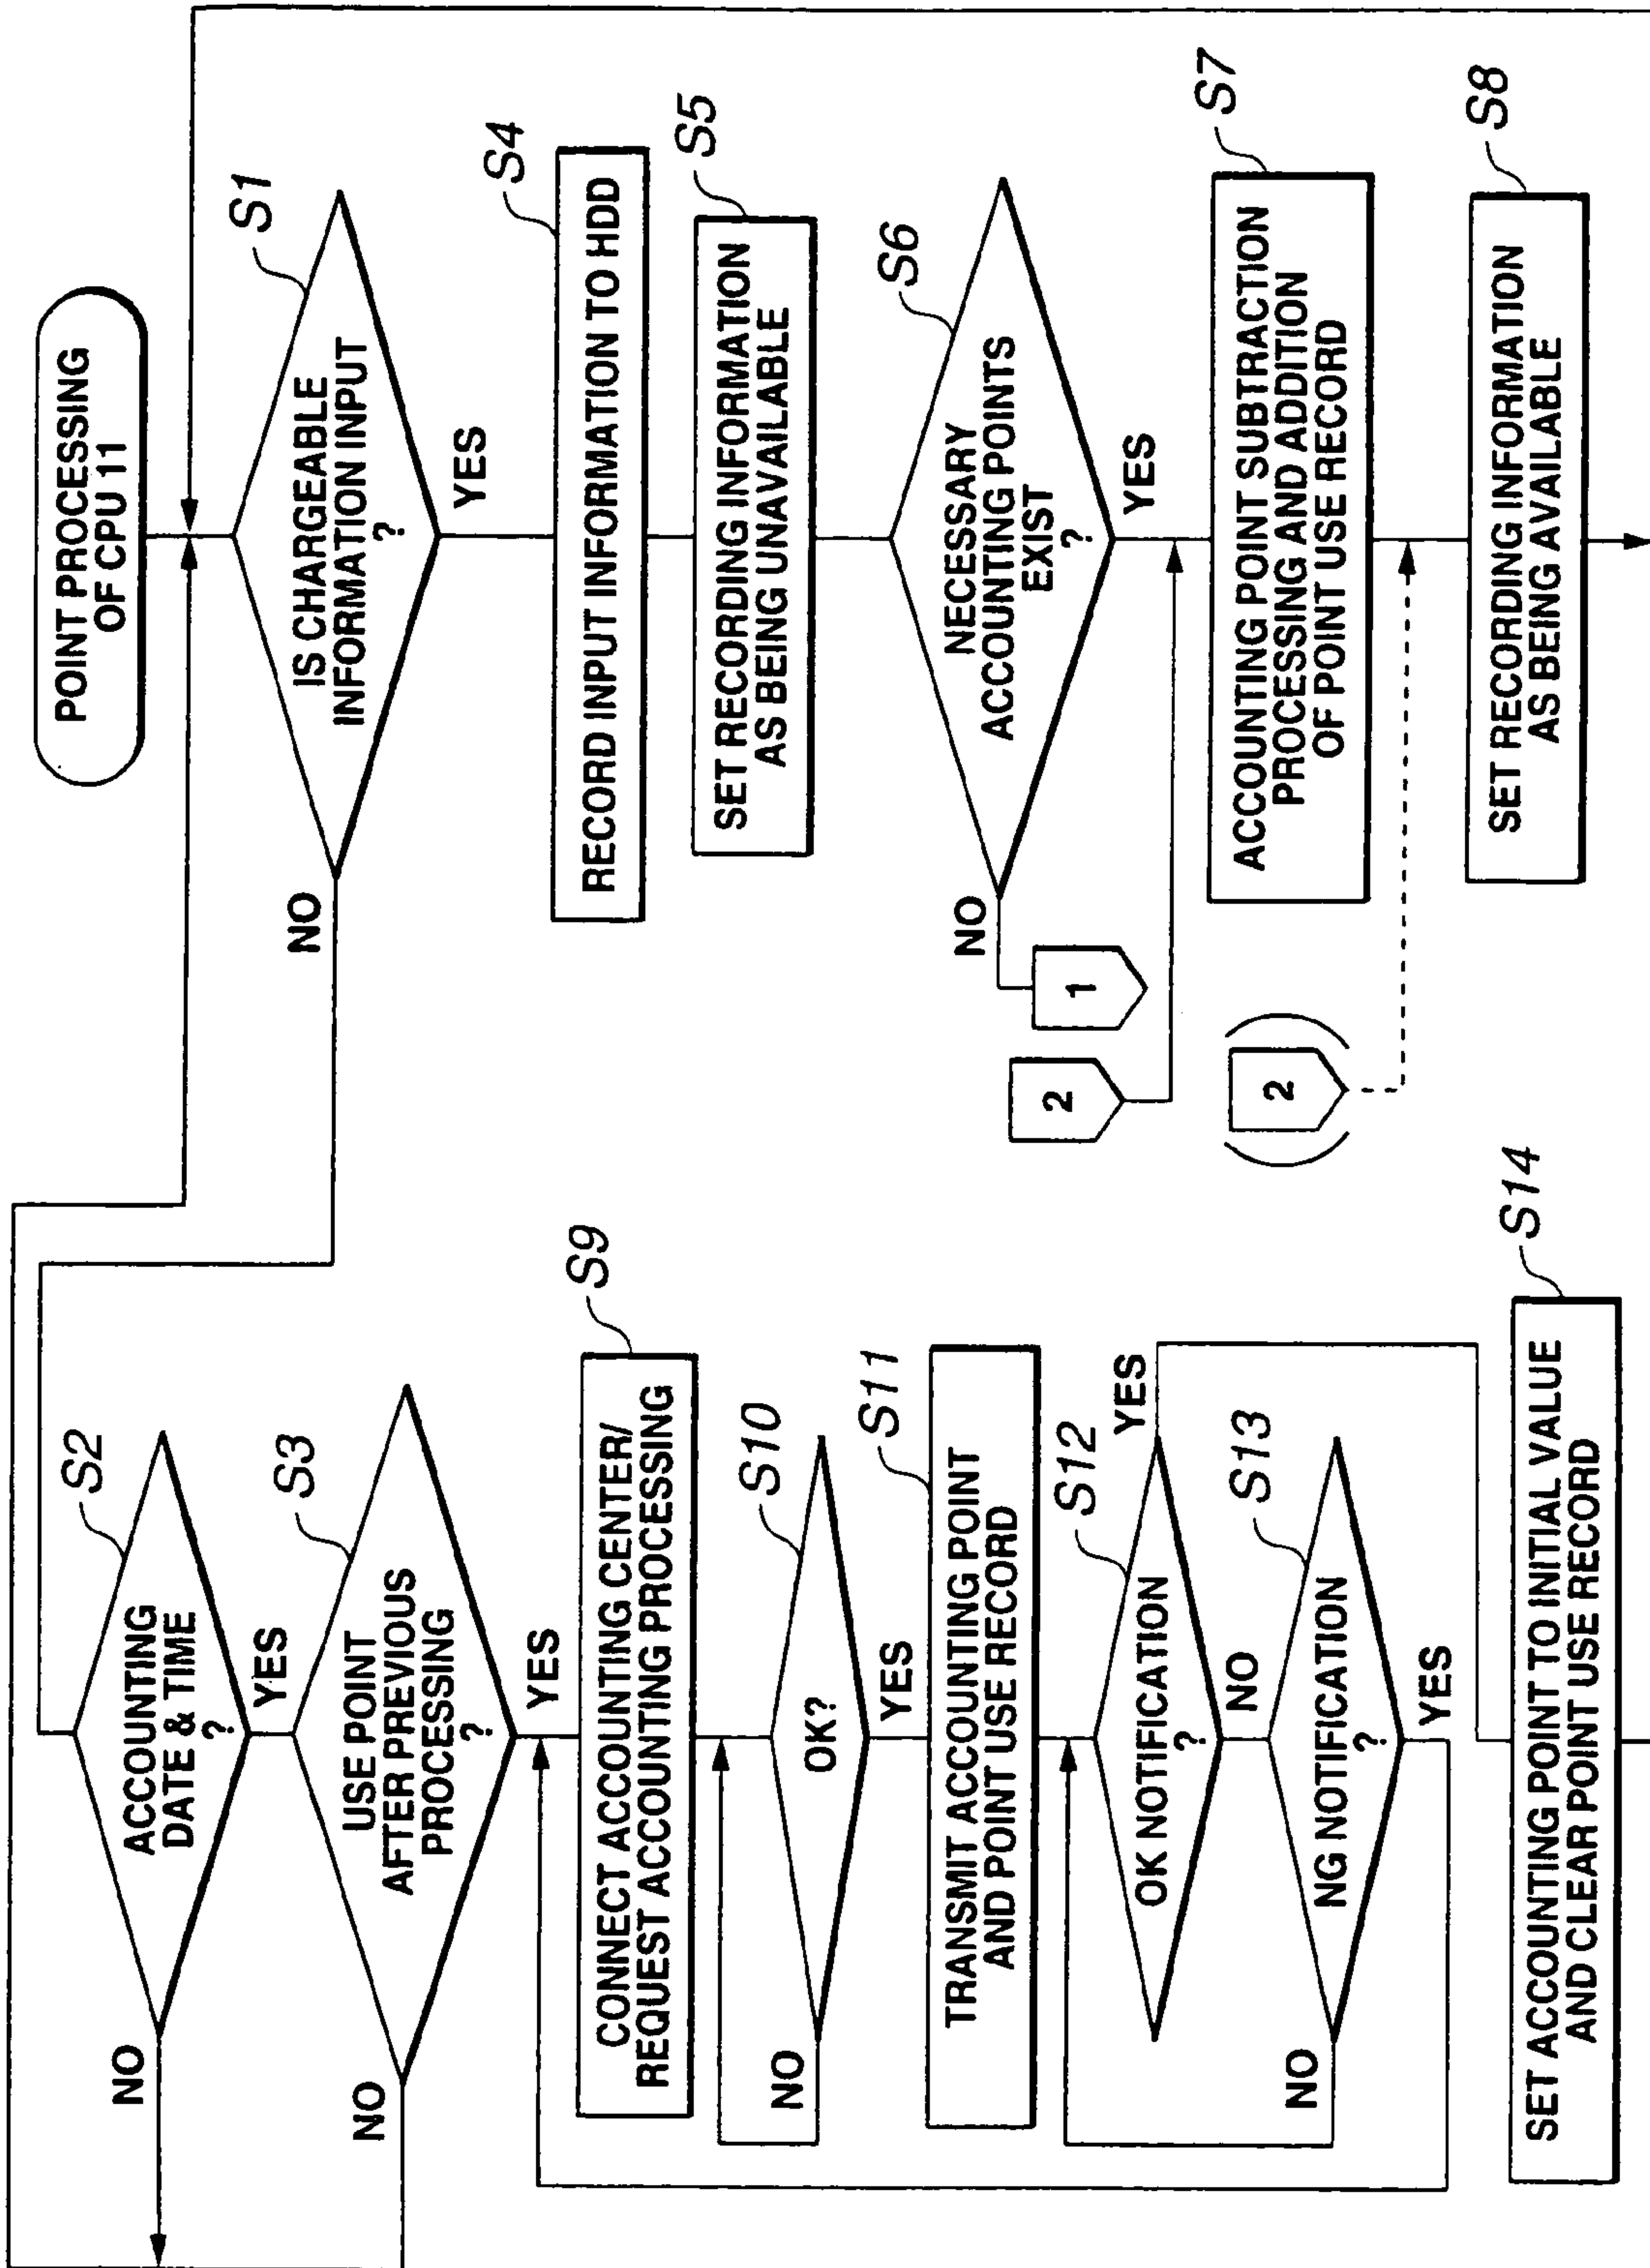 POINT PROCESSING
OF CPU 11
S1
IS CHARGEABLE
INFORMATION INPUT
?
NO
YES
S4
RECORD INPUT INFORMATION TO HDD
S5
SET RECORDING INFORMATION
AS BEING UNAVAILABLE
S6
NECESSARY
ACCOUNTING POINTS
EXIST
?
NO
YES
1
2
S7
ACCOUNTING POINT SUBTRACTION
PROCESSING AND ADDITION
OF POINT USE RECORD
(2)
S8
SET RECORDING INFORMATION
AS BEING AVAILABLE
S2
ACCOUNTING
DATE & TIME
?
NO
YES
S3
USE POINT
AFTER PREVIOUS
PROCESSING
?
NO
YES
S9
CONNECT ACCOUNTING CENTER/
REQUEST ACCOUNTING PROCESSING
S10
OK?
NO
YES
S11
TRANSMIT ACCOUNTING POINT
AND POINT USE RECORD
S12
OK NOTIFICATION
?
YES
NO
S13
NG NOTIFICATION
?
NO
YES
S14
SET ACCOUNTING POINT TO INITIAL VALUE
AND CLEAR POINT USE RECORD